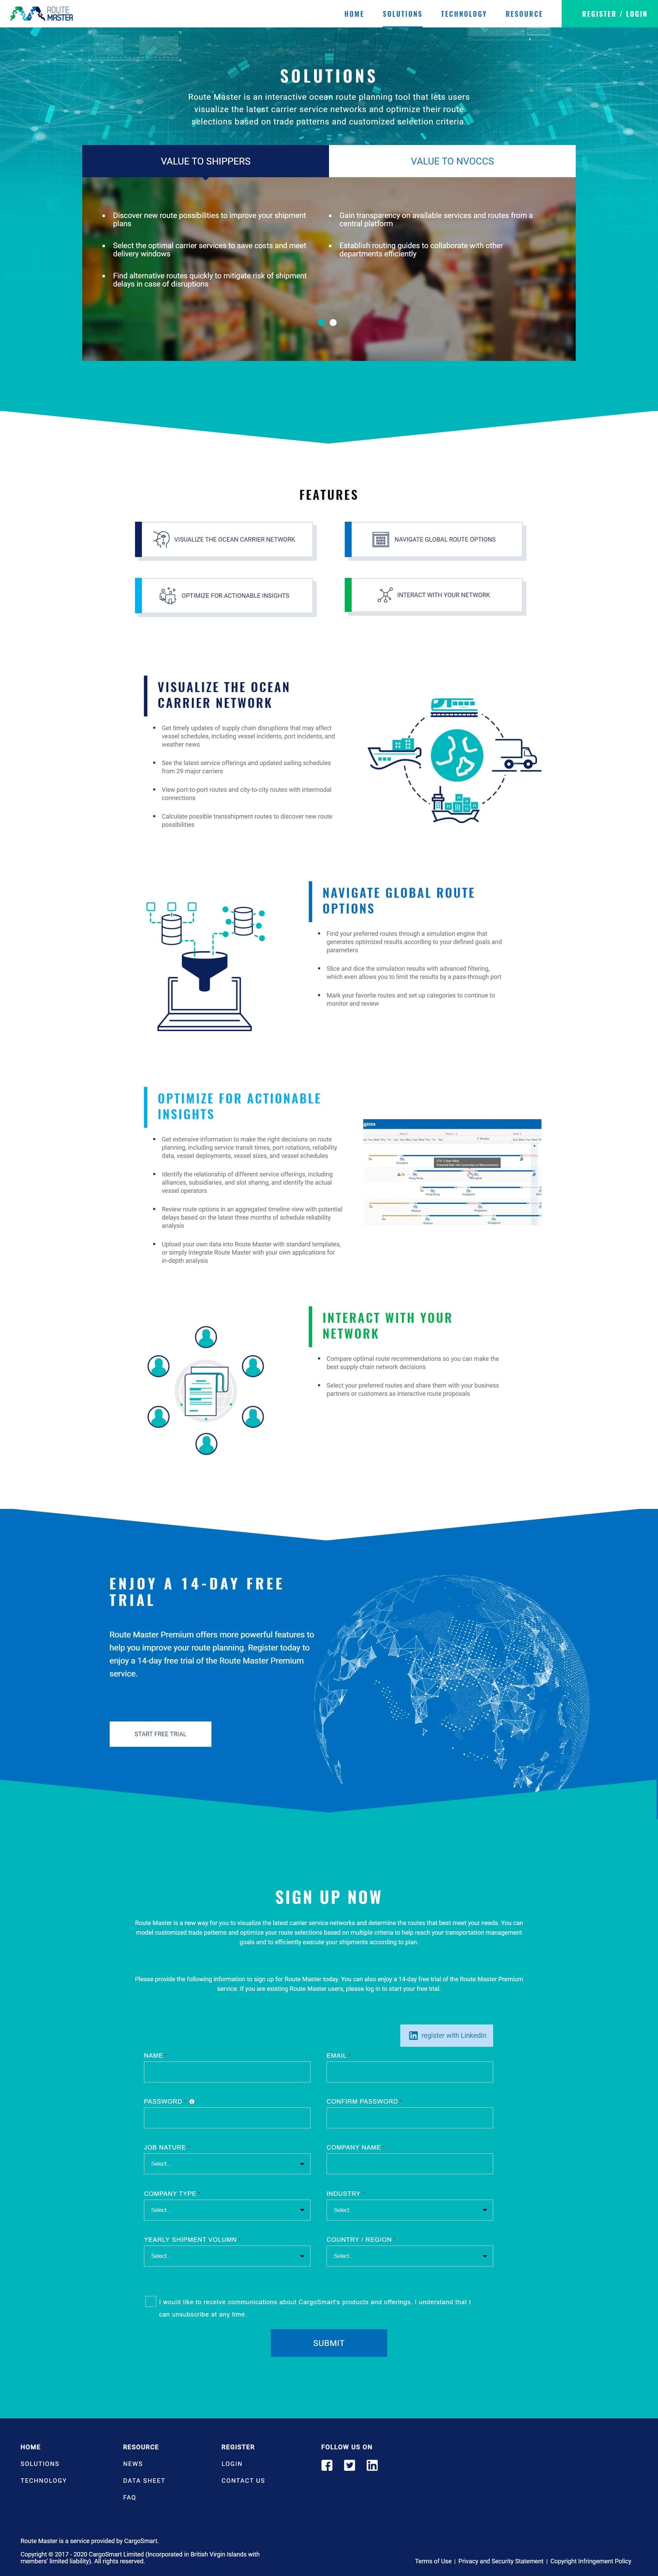 ROUTE
MASTER
HOME
SOLUTIONS
TECHNOLOGY
RESOURCE
REGISTER / LOGIN
SOLUTIONS
Route Master is an interactive ocean route planning tool that lets users
visualize the latest carrier service networks and optimize their route
selections based on trade patterns and customized selection criteria.
VALUE TO SHIPPERS
VALUE TO NVOCCS
Discover new route possibilities to improve your shipment
plans
Select the optimal carrier services to save costs and meet
delivery windows
Find alternative routes quickly to mitigate risk of shipment
delays in case of disruptions
Gain transparency on available services and routes from a
central platform
Establish routing guides to collaborate with other
departments efficiently
FEATURES
VISUALIZE THE OCEAN CARRIER NETWORK
NAVIGATE GLOBAL ROUTE OPTIONS
OPTIMIZE FOR ACTIONABLE INSIGHTS
INTERACT WITH YOUR NETWORK
VISUALIZE THE OCEAN
CARRIER NETWORK
Get timely updates of supply chain disruptions that may affect
vessel schedules, including vessel incidents, port incidents, and
weather news
See the latest service offerings and updated sailing schedules
from 29 major carriers
View port-to-port routes and city-to-city routes with intermodal
connections
Calculate possible transshipment routes to discover new route
possibilities
NAVIGATE GLOBAL ROUTE
OPTIONS
Find your preferred routes through a simulation engine that
generates optimized results according to your defined goals and
parameters
Slice and dice the simulation results with advanced filtering,
which even allows you to limit the results by a pass-through port
Mark your favorite routes and set up categories to continue to
monitor and review
OPTIMIZE FOR ACTIONABLE
INSIGHTS
Get extensive information to make the right decisions on route
planning, including service transit times, port rotations, reliability
data, vessel deployments, vessel sizes, and vessel schedules
Identify the relationship of different service offerings, including
alliances, subsidiaries, and slot sharing, and identify the actual
vessel operators
Review route options in an aggregated timeline view with potential
delays based on the latest three months of schedule reliability
analysis
Upload your own data into Route Master with standard templates,
or simply integrate Route Master with your own applications for
in-depth analysis
INTERACT WITH YOUR
NETWORK
Compare optimal route recommendations so you can make the
best supply chain network decisions
Select your preferred routes and share them with your business
partners or customers as interactive route proposals
ENJOY A 14-DAY FREE
TRIAL
Route Master Premium offers more powerful features to
help you improve your route planning. Register today to
enjoy a 14-day free trial of the Route Master Premium
service.
START FREE TRIAL
SIGN UP NOW
Route Master is a new way for you to visualize the latest carrier service networks and determine the routes that best meet your needs. You can
model customized trade patterns and optimize your route selections based on multiple criteria to help reach your transportation management
goals and to efficiently execute your shipments according to plan.
Please provide the following information to sign up for Route Master today. You can also enjoy a 14-day free trial of the Route Master Premium
service. If you are existing Route Master users, please log in to start your free trial.
register with LinkedIn
NAME
EMAIL
PASSWORD
CONFIRM PASSWORD
JOB NATURE
COMPANY NAME
Select...
COMPANY TYPE
INDUSTRY
Select...
Select...
YEARLY SHIPMENT VOLUMN
COUNTRY / REGION
Select...
Select...
I would like to receive communications about CargoSmart's products and offerings. I understand that I
can unsubscribe at any time.
SUBMIT
HOME
SOLUTIONS
TECHNOLOGY
RESOURCE
NEWS
DATA SHEET
FAQ
REGISTER
LOGIN
CONTACT US
FOLLOW US ON
Route Master is a service provided by CargoSmart.
Copyright © 2017 - 2020 CargoSmart Limited (Incorporated in British Virgin Islands with
members' limited liability). All rights reserved.
Terms of Use | Privacy and Security Statement | Copyright Infringement Policy